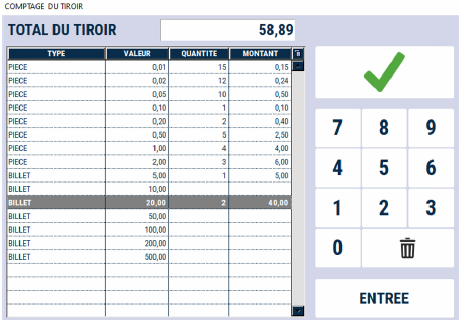 COMPTAGE DU TIROIR
TOTAL DU TIROIR 58,89
TYPE VALEUR QUANTITE MONTANT
PIECE 0,01 15 0,15
PIECE 0,02 12 0,24
PIECE 0,05 10 0,50
PIECE 0,10 1 0,10
PIECE 0,20 2 0,40
PIECE 0,50 5 2,50
PIECE 1,00 4 4,00
PIECE 2,00 3 6,00
BILLET 5,00 1 5,00
BILLET 10,00
BILLET 20,00 2 40,00
BILLET 50,00
BILLET 100,00
BILLET 200,00
BILLET 500,00
7 8 9
4 5 6
1 2 3
0
ENTREE